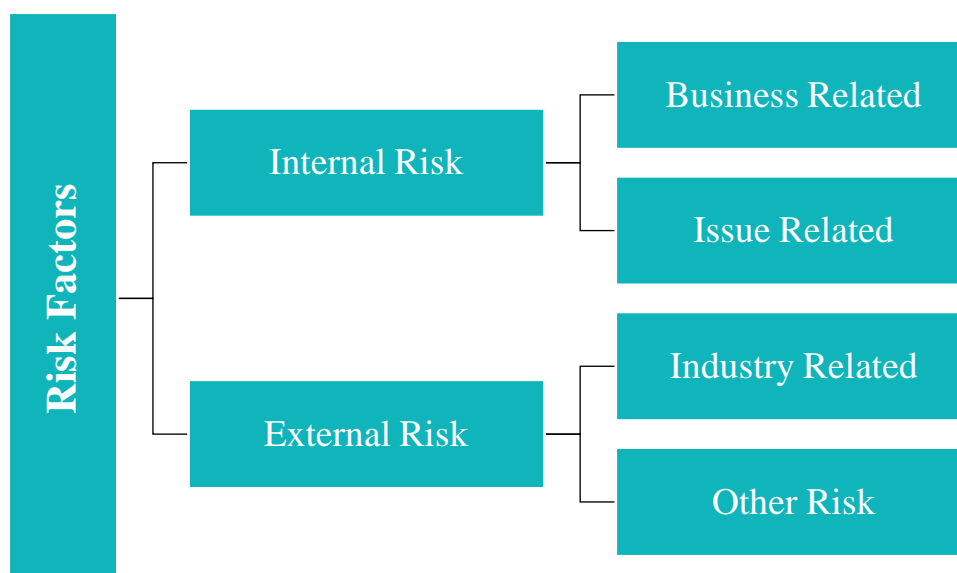 Risk Factors
Internal Risk
Business Related
Issue Related
External Risk
Industry Related
Other Risk